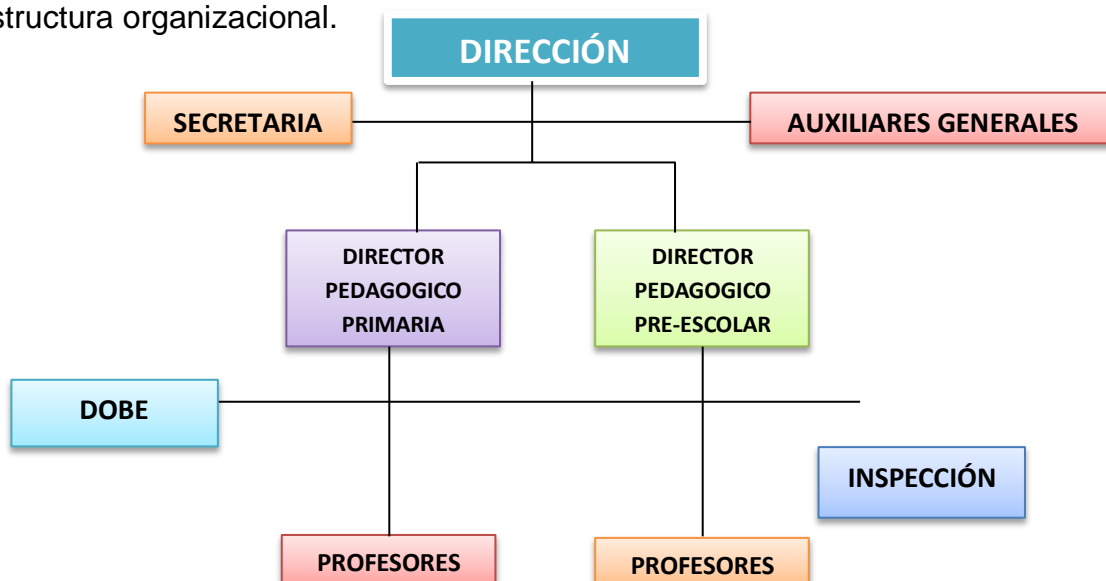 structura organizacional.
DIRECCIÓN
SECRETARIA
AUXILIARES GENERALES
DIRECTOR
PEDAGOGICO
PRIMARIA
DIRECTOR
PEDAGOGICO
PRE-ESCOLAR
DOBE
INSPECCIÓN
PROFESORES
PROFESORES